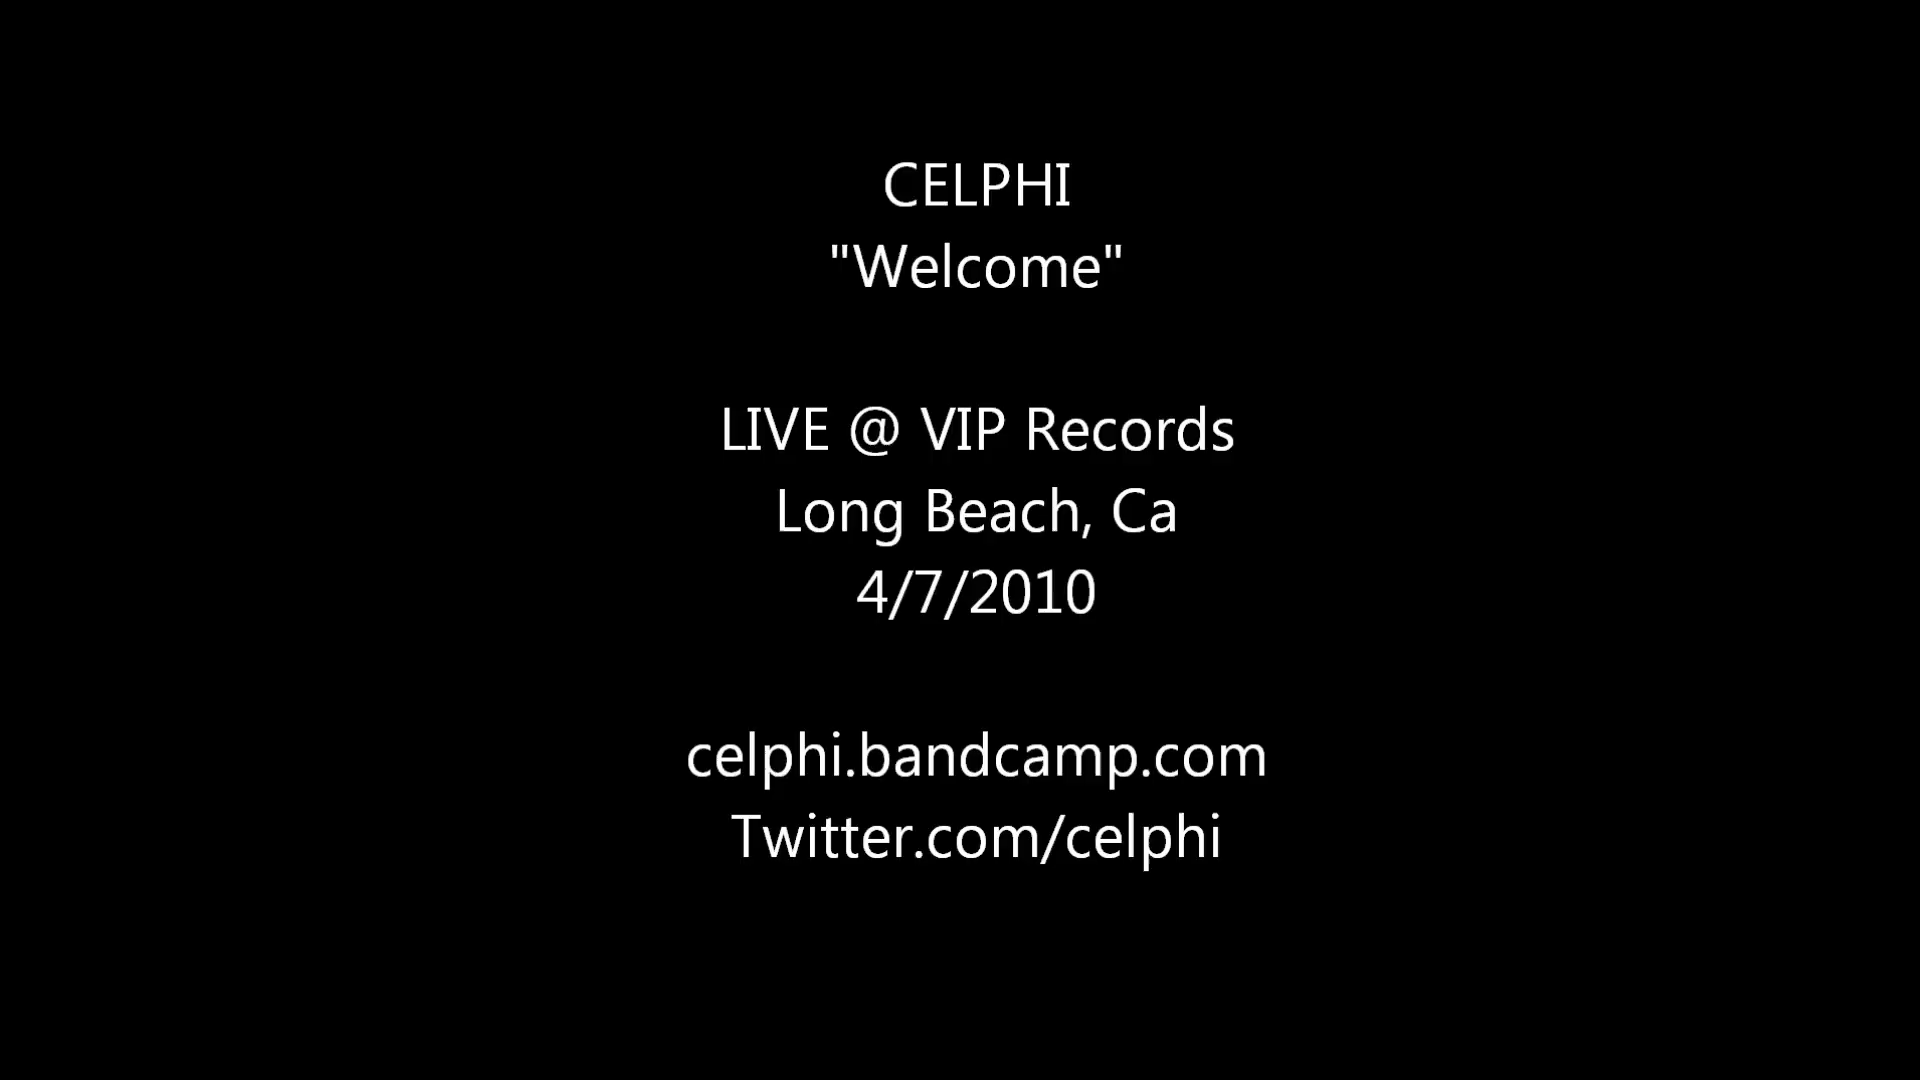 CELPHI
"Welcome"
LIVE @ VIP Records
Long Beach, Ca
4/7/2010
celphi.bandcamp.com
Twitter.com/celphi